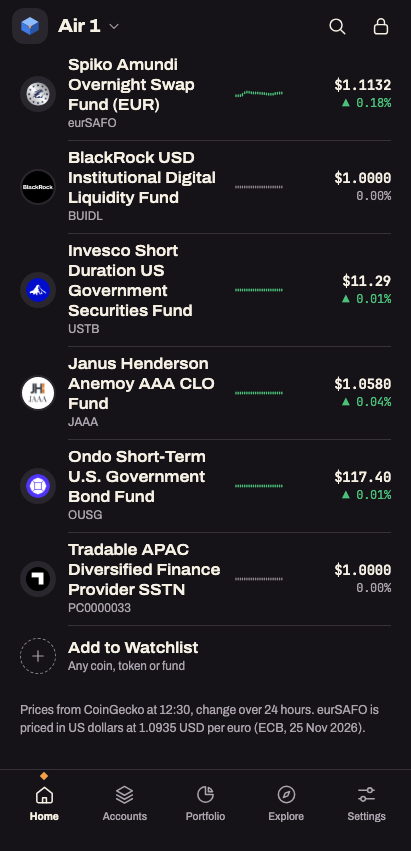 Air 1
Spiko Amundi
Overnight Swap
Fund (EUR)
eurSAFO
$1.1132
▲ 0.18%
BlackRock
BlackRock USD
Institutional Digital
Liquidity Fund
BUIDL
$1.0000
0.00%
Invesco Short
Duration US
Government
Securities Fund
USTB
$11.29
▲ 0.01%
JH
JAAA
Janus Henderson
Anemoy AAA CLO
Fund
JAAA
$1.0580
▲ 0.04%
Ondo Short-Term
U.S. Government
Bond Fund
OUSG
$117.40
▲ 0.01%
Tradable APAC
Diversified Finance
Provider SSTN
PC0000033
$1.0000
0.00%
Add to Watchlist
Any coin, token or fund
Prices from CoinGecko at 12:30, change over 24 hours. eurSAFO is
priced in US dollars at 1.0935 USD per euro (ECB, 25 Nov 2026).
Home
Accounts
Portfolio
Explore
Settings